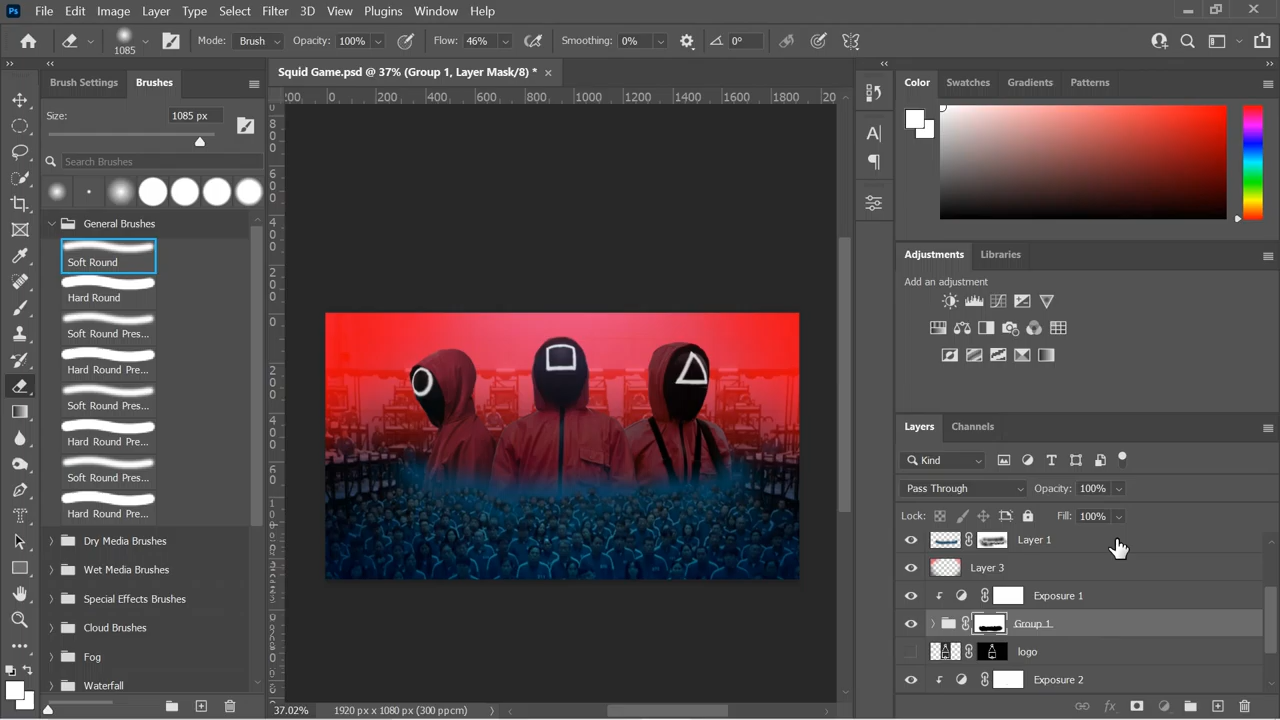 Ps File Edit Image Layer Type Select Filter 3D View Plugins Window Help
1085 Mode: Brush Opacity: 100% Flow: 46% Smoothing: 0% 0°
Brush Settings Brushes
Size: 1085 px
Search Brushes
General Brushes
Soft Round
Hard Round
Soft Round Pres...
Hard Round Pre...
Soft Round Pres...
Hard Round Pre...
Soft Round Pres...
Hard Round Pres...
Dry Media Brushes
Wet Media Brushes
Special Effects Brushes
Cloud Brushes
Fog
Waterfall
Squid Game.psd @ 37% (Group 1, Layer Mask/8) *
200 0 200 400 600 800 1000 1200 1400 1600 1800 20
37.02% 1920 px x 1080 px (300 ppcm)
Color Swatches Gradients Patterns
Adjustments Libraries
Add an adjustment
Layers Channels
Kind
Pass Through Opacity: 100%
Lock: Fill: 100%
Layer 1
Layer 3
Exposure 1
Group 1
logo
Exposure 2